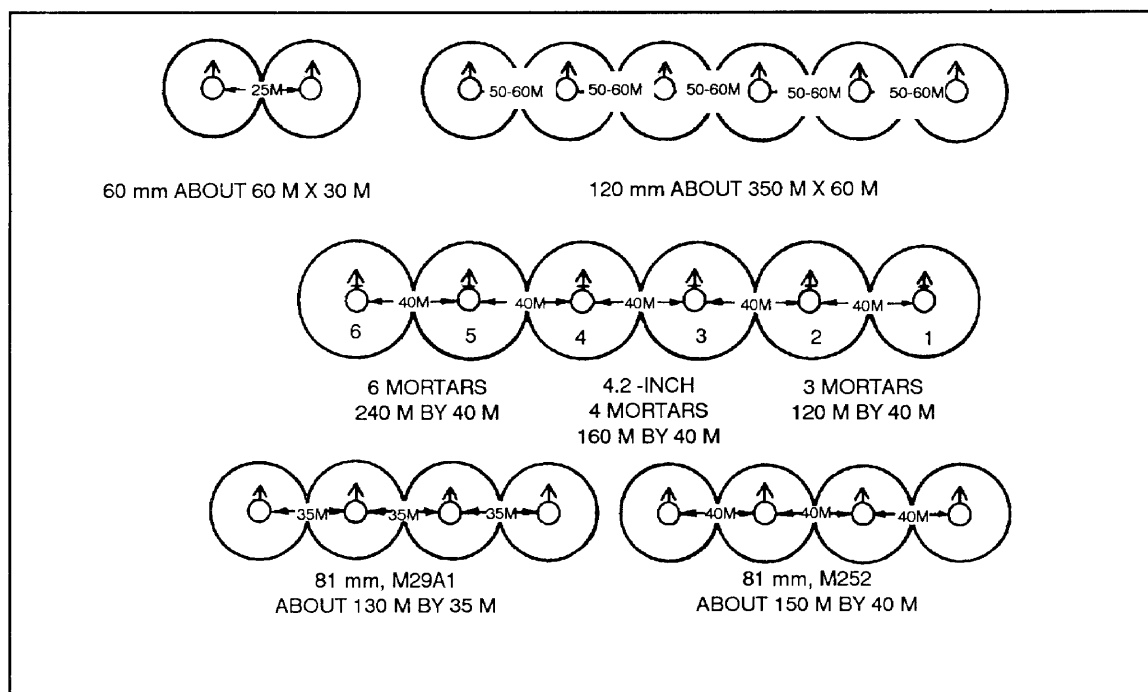 25M
50-60M 50-60M 50-60M 50-60M 50-60M
60 mm ABOUT 60 M X 30 M
120 mm ABOUT 350 M X 60 M
40M 40M 40M 40M 40M
6 5 4 3 2 1
6 MORTARS
240 M BY 40 M
4.2 -INCH
4 MORTARS
160 M BY 40 M
3 MORTARS
120 M BY 40 M
35M 35M 35M
81 mm, M29A1
ABOUT 130 M BY 35 M
40M 40M 40M
81 mm, M252
ABOUT 150 M BY 40 M